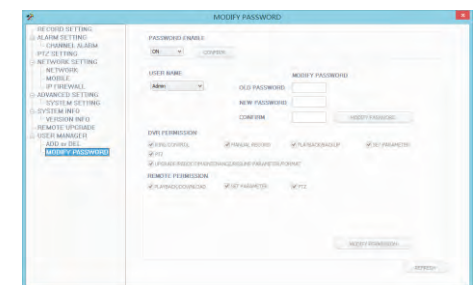 MODIFY PASSWORD
RECORD SETTING
ALARM SETTING
CHANNEL ALARM
PTZ SETTING
NETWORK SETTING
NETWORK
MOBILE
IP FIREWALL
ADVANCED SETTING
SYSTEM SETTING
SYSTEM INFO
VERSION INFO
REMOTE UPGRADE
USER MANAGER
ADD or DEL
MODIFY PASSWORD
PASSWORD ENABLE
ON CONFIRM
USER NAME MODIFY PASSWORD
Admin OLD PASSWORD
NEW PASSWORD
CONFIRM MODIFY PASSWORD
DVR PERMISSION
MANUAL RECORD PLAYBACK/BACKUP SET PARAMETER
PTZ
REMOTE PERMISSION
PLAYBACK/DOWNLOAD SET PARAMETER PTZ
MODIFY PERMISSION
REFRESH